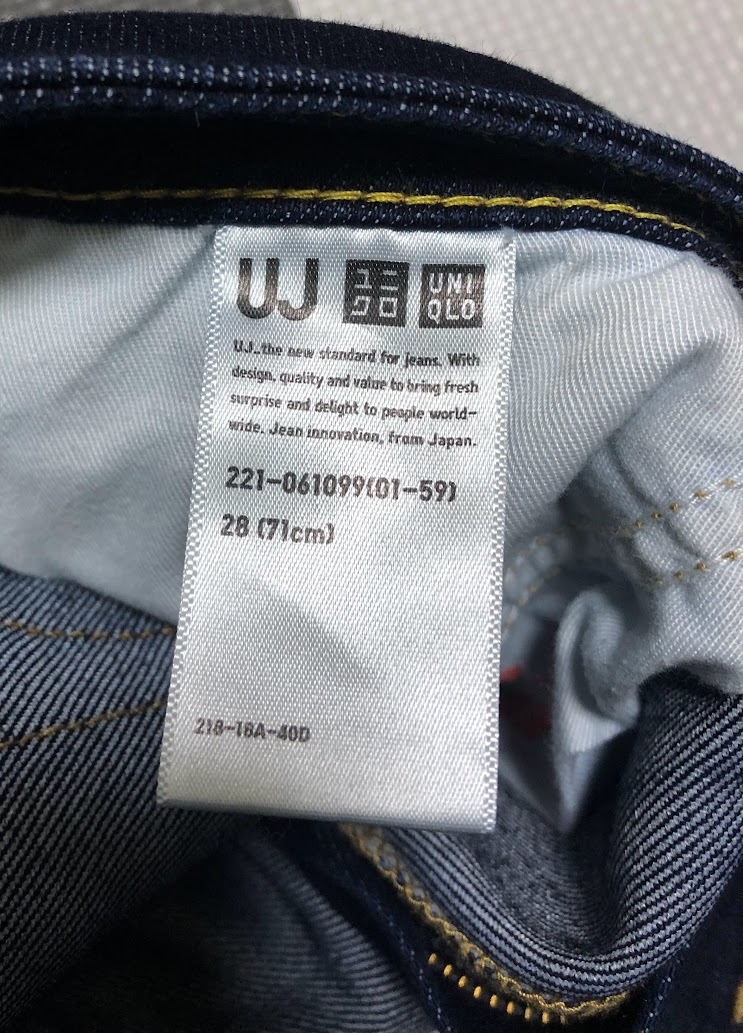 UJ ユニ クロ UNI QLO
UJ...the new standard for jeans. With
design, quality and value to bring fresh
surprise and delight to people world-
wide. Jean innovation, from Japan.
221-061099(01-59)
28 (71cm)
218-18A-40D